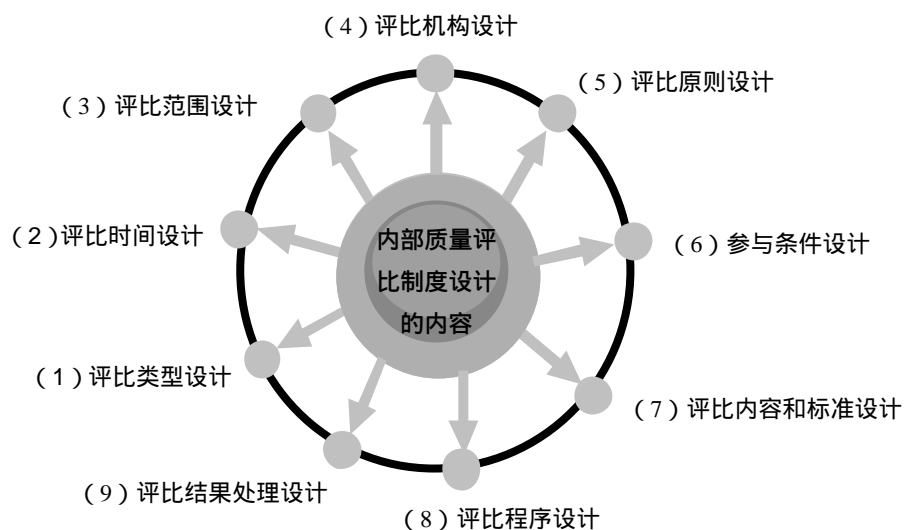 （4）评比机构设计
（5）评比原则设计
（3）评比范围设计
（2）评比时间设计
内部质量评
比制度设计
的内容
（6）参与条件设计
（1）评比类型设计
（7）评比内容和标准设计
（9）评比结果处理设计
（8）评比程序设计